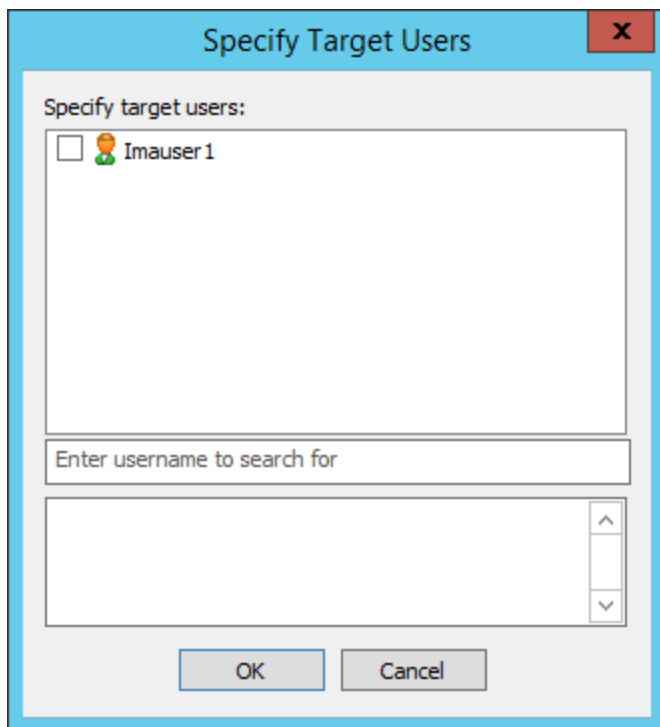 Specify Target Users
x
Specify target users:
Imauser1
Enter username to search for
OK
Cancel